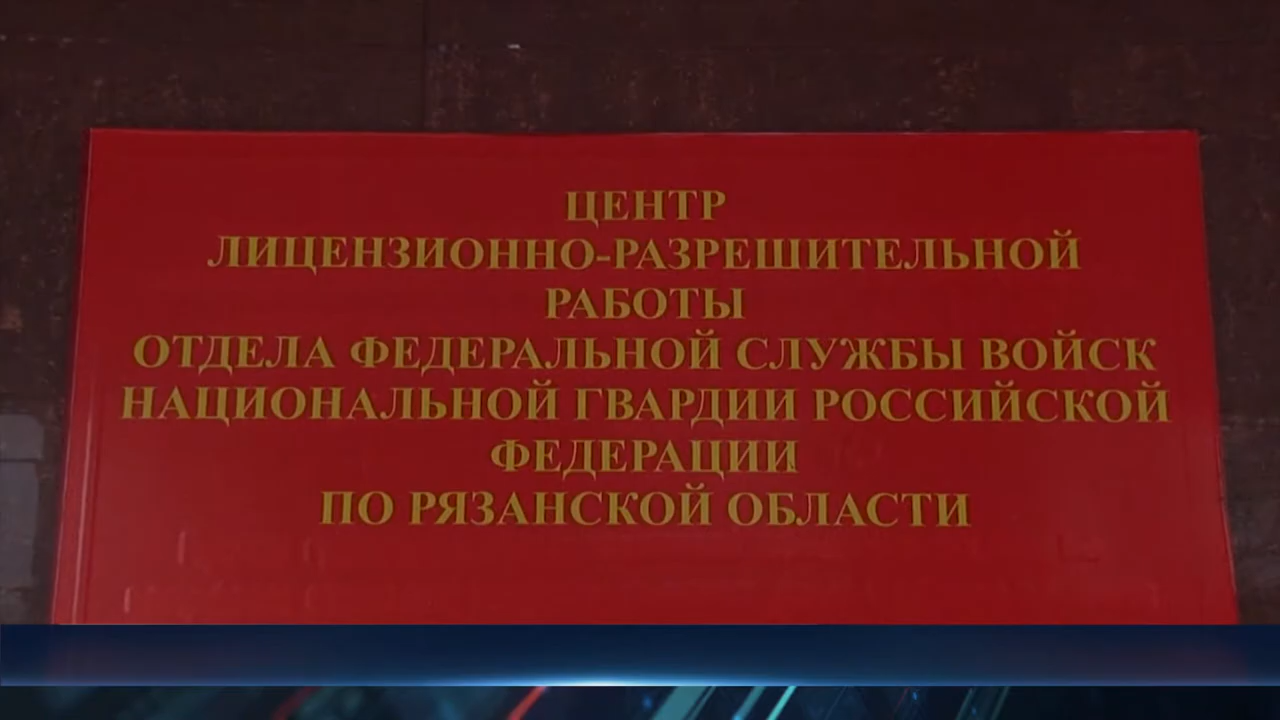 ЦЕНТР
ЛИЦЕНЗИОННО-РАЗРЕШИТЕЛЬНОЙ
РАБОТЫ
ОТДЕЛА ФЕДЕРАЛЬНОЙ СЛУЖБЫ ВОЙСК
НАЦИОНАЛЬНОЙ ГВАРДИИ РОССИЙСКОЙ
ФЕДЕРАЦИИ
ПО РЯЗАНСКОЙ ОБЛАСТИ